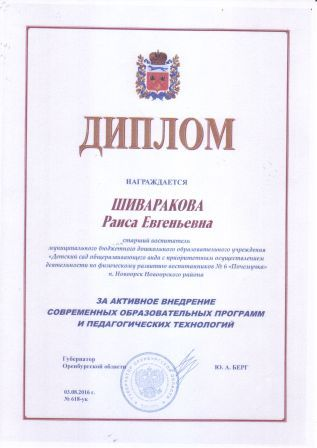 ДИПЛОМ
НАГРАЖДАЕТСЯ
ШИВАРАКОВА
Раиса Евгеньевна
старший воспитатель
муниципального бюджетного дошкольного образовательного учреждения
«Детский сад общеразвивающего вида с приоритетным осуществлением
деятельности по физическому развитию воспитанников № 6 «Почемучка»
п. Новоорск Новоорского района
ЗА АКТИВНОЕ ВНЕДРЕНИЕ
СОВРЕМЕННЫХ ОБРАЗОВАТЕЛЬНЫХ ПРОГРАММ
И ПЕДАГОГИЧЕСКИХ ТЕХНОЛОГИЙ
Губернатор
Оренбургской области Ю. А. БЕРГ
03.08.2016 г.
№ 618-ук